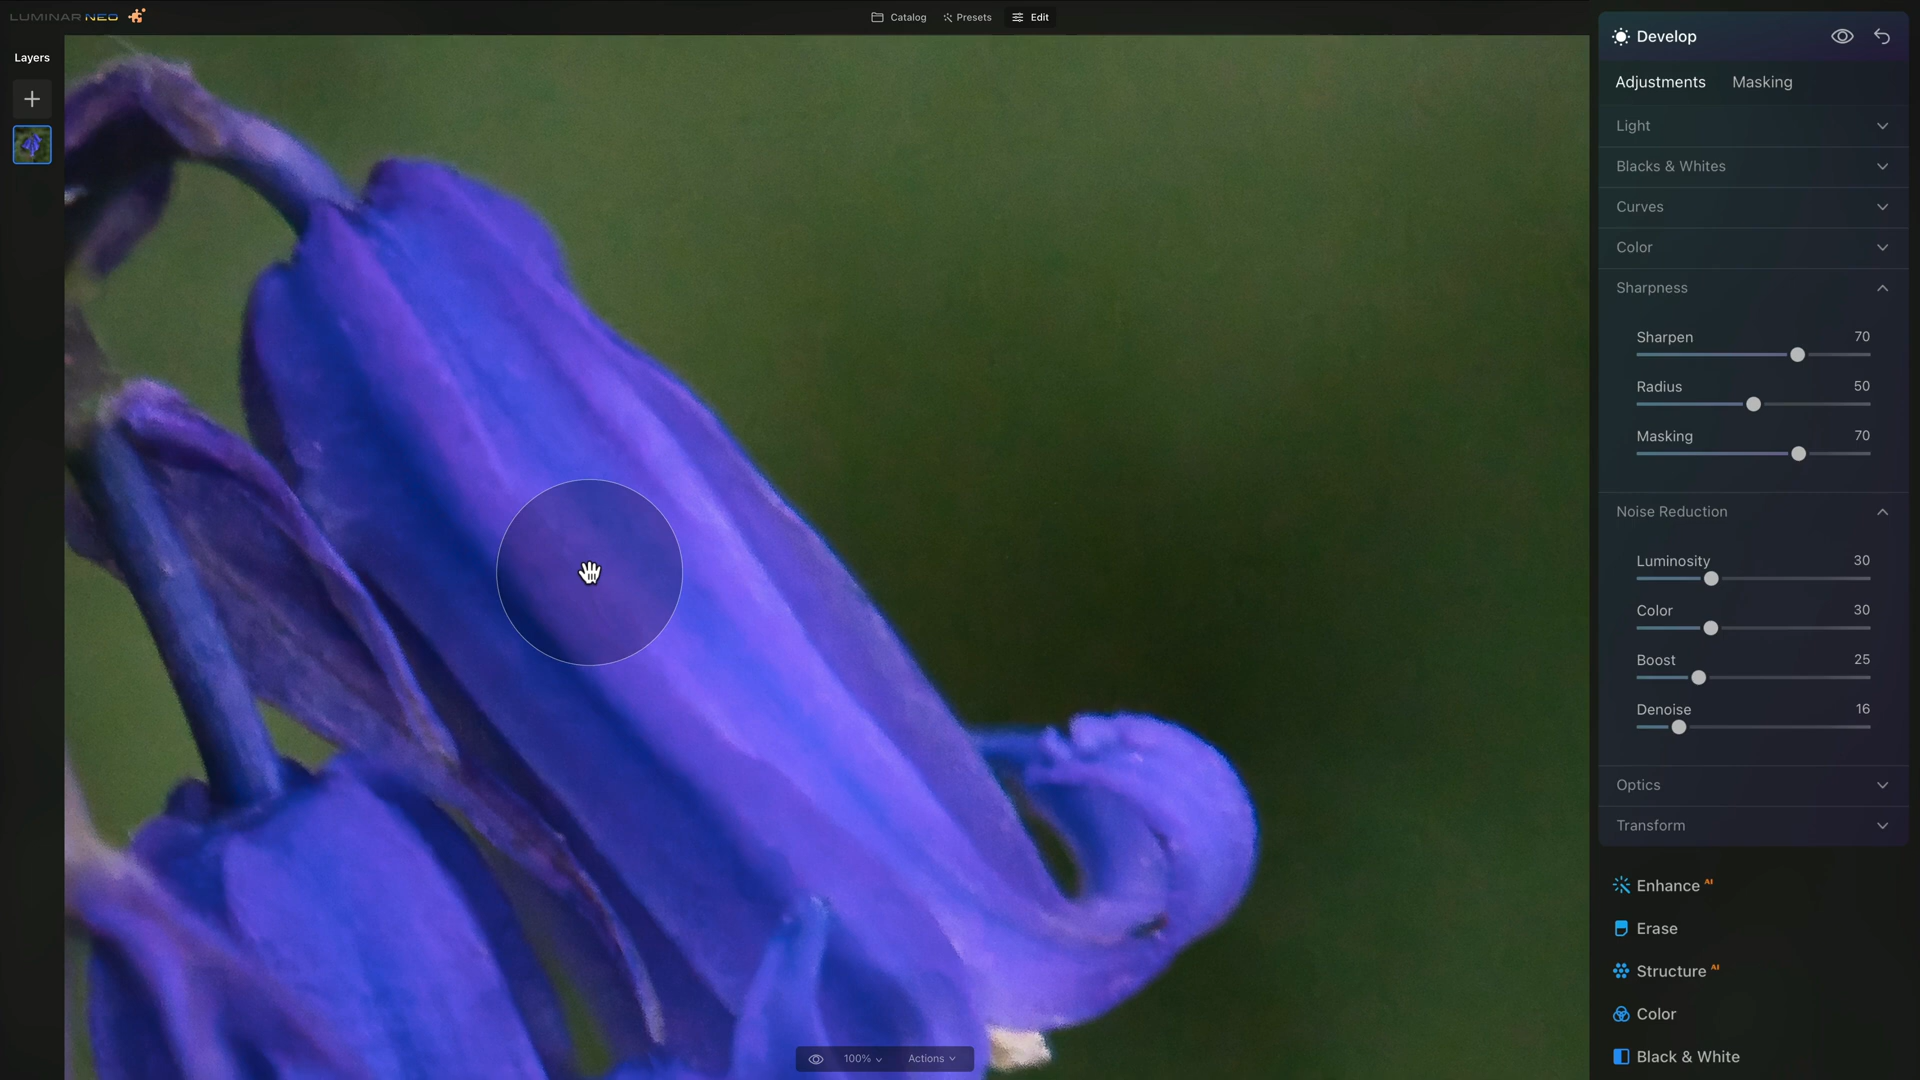 LUMINAR NEO
Catalog
Presets
Edit
Layers
Develop
Adjustments
Masking
Light
Blacks & Whites
Curves
Color
Sharpness
Sharpen 70
Radius 50
Masking 70
Noise Reduction
Luminosity 30
Color 30
Boost 25
Denoise 16
Optics
Transform
Enhance AI
Erase
Structure AI
Color
Black & White
100%
Actions